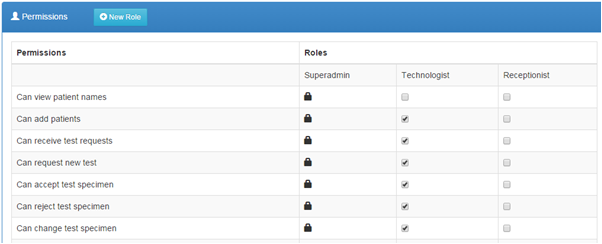 Permissions New Role
Permissions Roles
Superadmin Technologist Receptionist
Can view patient names
Can add patients
Can receive test requests
Can request new test
Can accept test specimen
Can reject test specimen
Can change test specimen